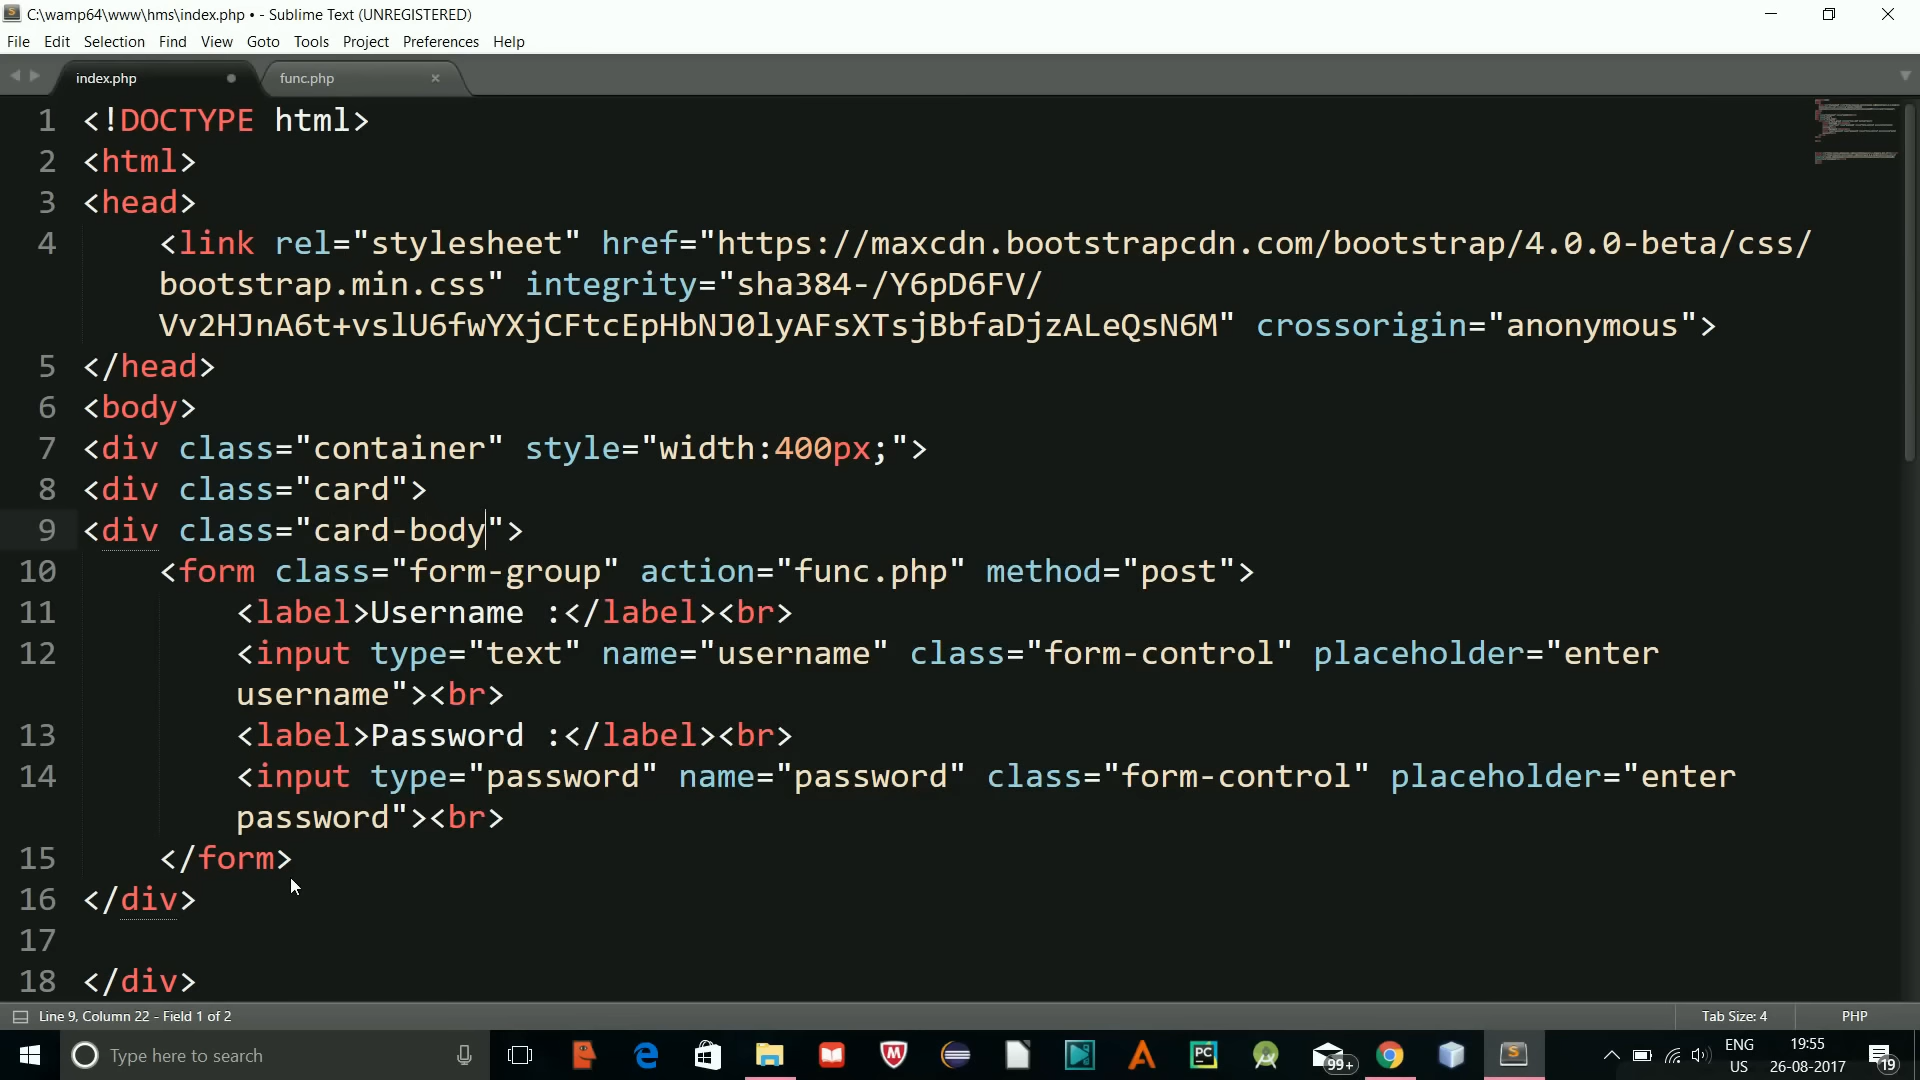 C:\wamp64\www\hms\index.php • - Sublime Text (UNREGISTERED)
File Edit Selection Find View Goto Tools Project Preferences Help
index.php func.php ×
1 <!DOCTYPE html>
2 <html>
3 <head>
4 <link rel="stylesheet" href="https://maxcdn.bootstrapcdn.com/bootstrap/4.0.0-beta/css/
bootstrap.min.css" integrity="sha384-/Y6pD6FV/
Vv2HJnA6t+vslU6fwYXjCFtcEpHbNJ0lyAFsXTsjBbfaDjzALeQsN6M" crossorigin="anonymous">
5 </head>
6 <body>
7 <div class="container" style="width:400px;">
8 <div class="card">
9 <div class="card-body">
10 <form class="form-group" action="func.php" method="post">
11 <label>Username :</label><br>
12 <input type="text" name="username" class="form-control" placeholder="enter
username"><br>
13 <label>Password :</label><br>
14 <input type="password" name="password" class="form-control" placeholder="enter
password"><br>
15 </form>
16 </div>
17
18 </div>
Line 9, Column 22 - Field 1 of 2 Tab Size: 4 PHP
Type here to search
PC
99+
ENG
US
19:55
26-08-2017
19